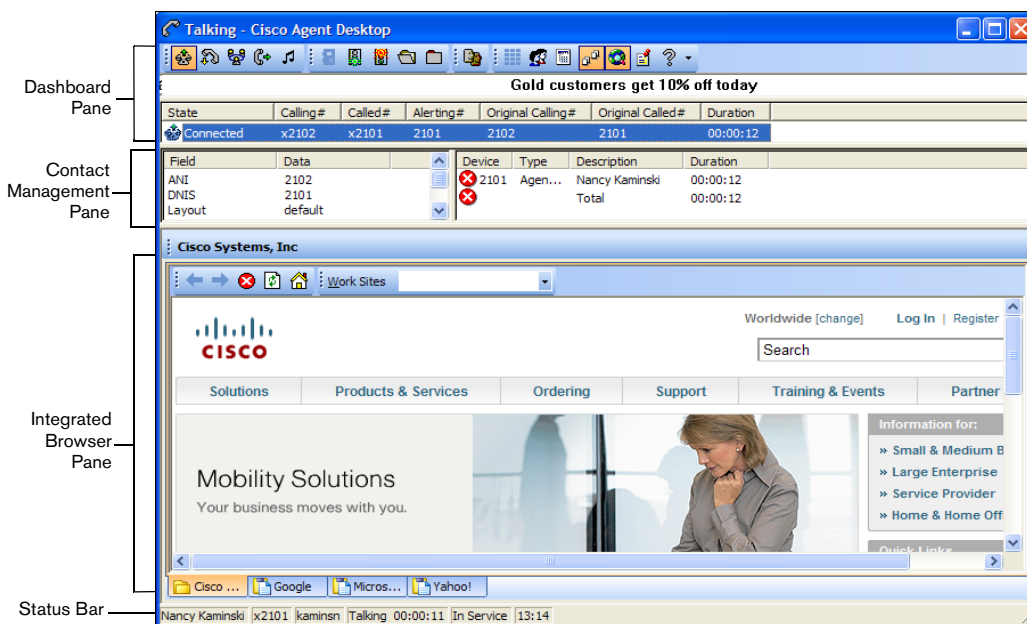 Talking - Cisco Agent Desktop
Dashboard
Pane
Gold customers get 10% off today
State Calling# Called# Alerting# Original Calling# Original Called# Duration
Connected x2102 x2101 2101 2102 2101 00:00:12
Contact
Management
Pane
Field Data
ANI 2102
DNIS 2101
Layout default
Device Type Description Duration
2101 Agen... Nancy Kaminski 00:00:12
Total 00:00:12
Cisco Systems, Inc
Work Sites
Integrated
Browser
Pane
CISCO
Worldwide [change] Log In | Register
Search
Solutions Products & Services Ordering Support Training & Events Partner
Mobility Solutions
Your business moves with you.
Information for:
» Small & Medium B
» Large Enterprise
» Service Provider
» Home & Home Off
Quick Links
Cisco ... Google Micros... Yahoo!
Status Bar
Nancy Kaminski x2101 kaminsn Talking 00:00:11 In Service 13:14